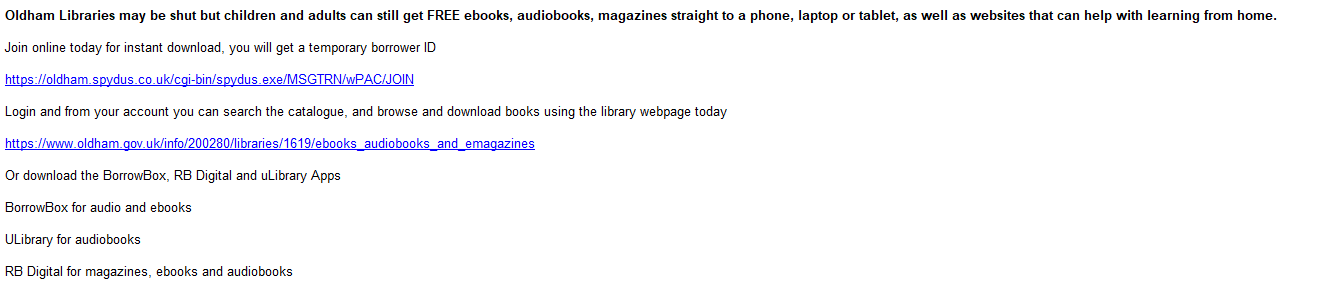 Oldham Libraries may be shut but children and adults can still get FREE ebooks, audiobooks, magazines straight to a phone, laptop or tablet, as well as websites that can help with learning from home.
Join online today for instant download, you will get a temporary borrower ID
https://oldham.spydus.co.uk/cgi-bin/spydus.exe/MSGTRN/wPAC/JOIN
Login and from your account you can search the catalogue, and browse and download books using the library webpage today
https://www.oldham.gov.uk/info/200280/libraries/1619/ebooks_audiobooks_and_emagazines
Or download the BorrowBox, RB Digital and uLibrary Apps
BorrowBox for audio and ebooks
ULibrary for audiobooks
RB Digital for magazines, ebooks and audiobooks